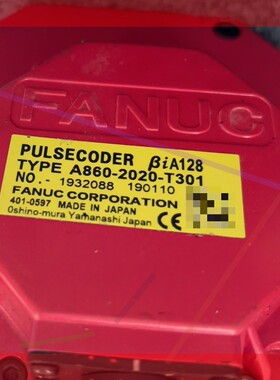 FANUC
PULSECODER βiA128
TYPE A860-2020-T301
NO.- 1932088 190110
FANUC CORPORATION
401-0597 MADE IN JAPAN
Oshino-mura Yamanashi Japan CE